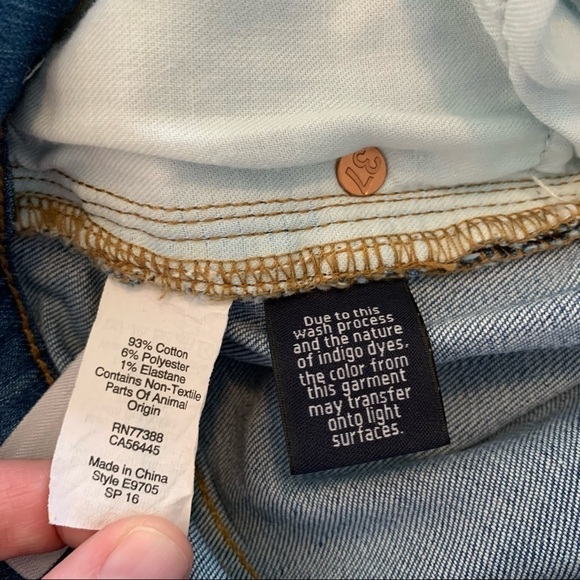 37
93% Cotton
6% Polyester
1% Elastane
Contains Non-Textile
Parts Of Animal
Origin
RN77388
CA56445
Made in China
Style E9705
SP 16
Due to this
wash process
and the nature
of indigo dyes,
the color from
this garment
may transfer
onto light
surfaces.